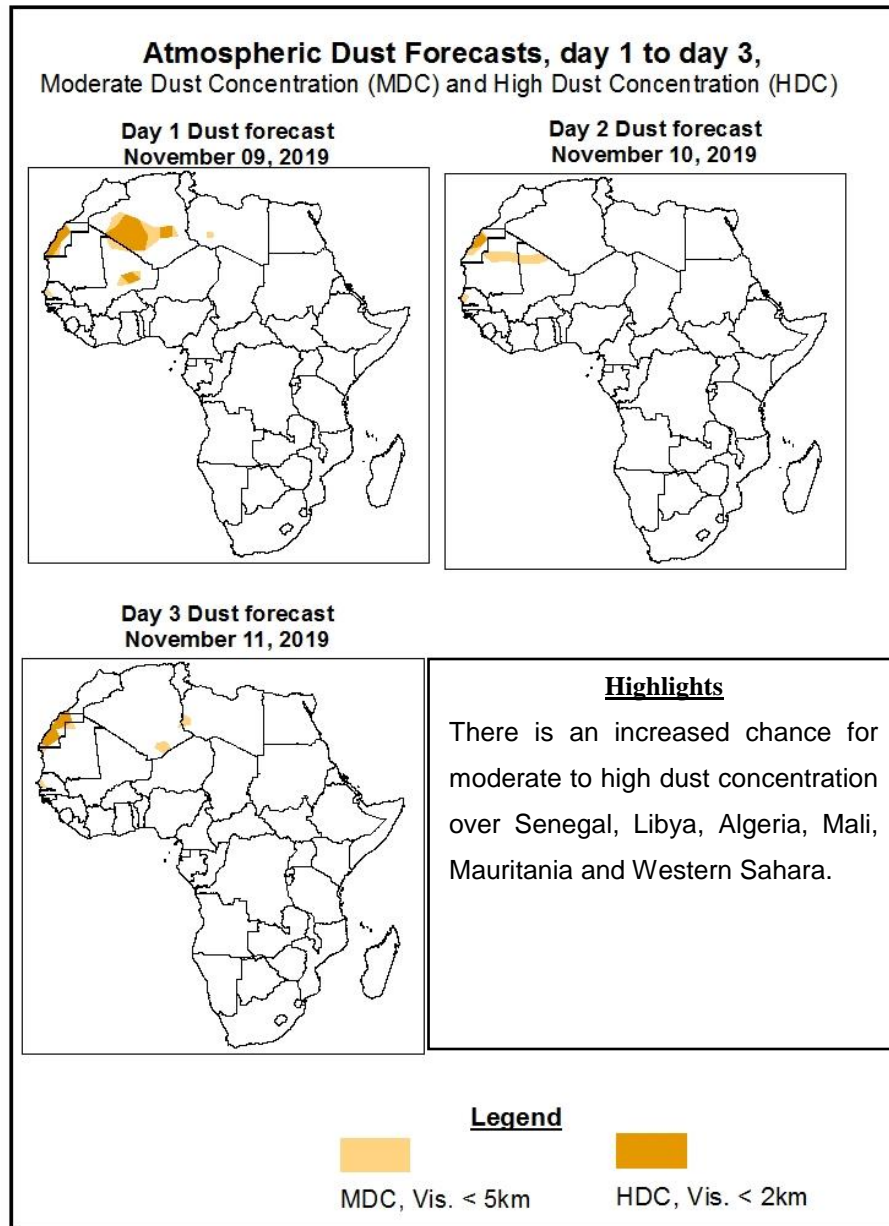 Atmospheric Dust Forecasts, day 1 to day 3,
Moderate Dust Concentration (MDC) and High Dust Concentration (HDC)
Day 1 Dust forecast
November 09, 2019
Day 2 Dust forecast
November 10, 2019
Day 3 Dust forecast
November 11, 2019
Highlights
There is an increased chance for
moderate to high dust concentration
over Senegal, Libya, Algeria, Mali,
Mauritania and Western Sahara.
Legend
MDC, Vis. < 5km
HDC, Vis. < 2km